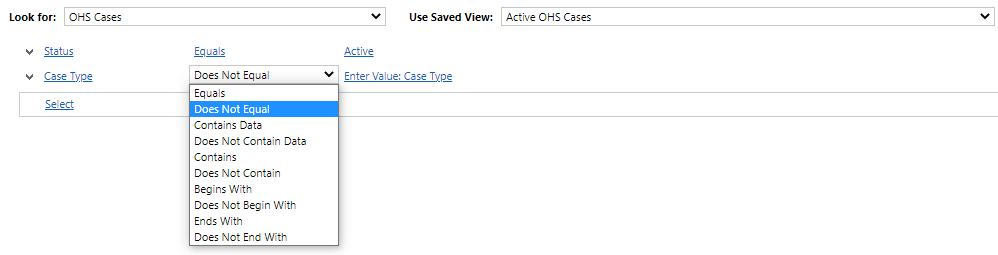 Look for: OHS Cases Use Saved View: Active OHS Cases
Status Equals Active
Case Type Does Not Equal Enter Value: Case Type
Select
Equals
Does Not Equal
Contains Data
Does Not Contain Data
Contains
Does Not Contain
Begins With
Does Not Begin With
Ends With
Does Not End With